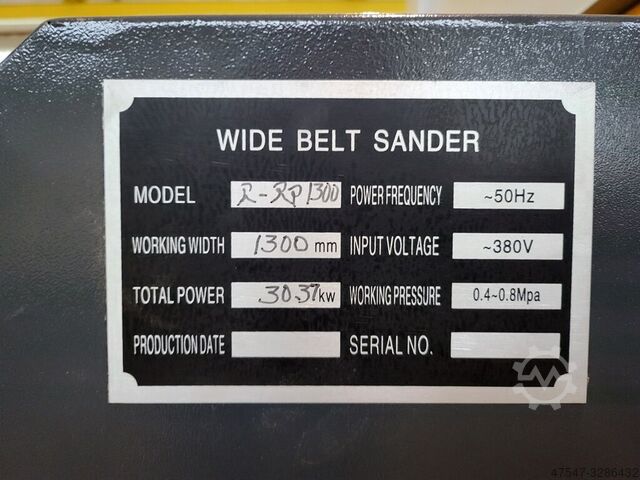 WIDE BELT SANDER
MODEL R-RP1300 POWER FREQUENCY ~50Hz
WORKING WIDTH 1300 mm INPUT VOLTAGE ~380V
TOTAL POWER 30.37kw WORKING PRESSURE 0.4~0.8Mpa
PRODUCTION DATE SERIAL NO.
47547-3286432